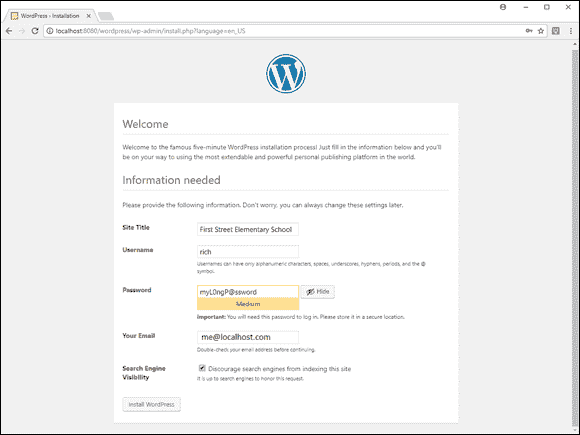 WordPress › Installation
localhost:8080/wordpress/wp-admin/install.php?language=en_US
Welcome
Welcome to the famous five-minute WordPress installation process! Just fill in the information below and you'll
be on your way to using the most extendable and powerful personal publishing platform in the world.
Information needed
Please provide the following information. Don't worry, you can always change these settings later.
Site Title
First Street Elementary School
Username
rich
Usernames can have only alphanumeric characters, spaces, underscores, hyphens, periods, and the @
symbol.
Password
myL0ngP@ssword
Hide
Medium
Important: You will need this password to log in. Please store it in a secure location.
Your Email
me@localhost.com
Double-check your email address before continuing.
Search Engine
Visibility
Discourage search engines from indexing this site
It is up to search engines to honor this request.
Install WordPress